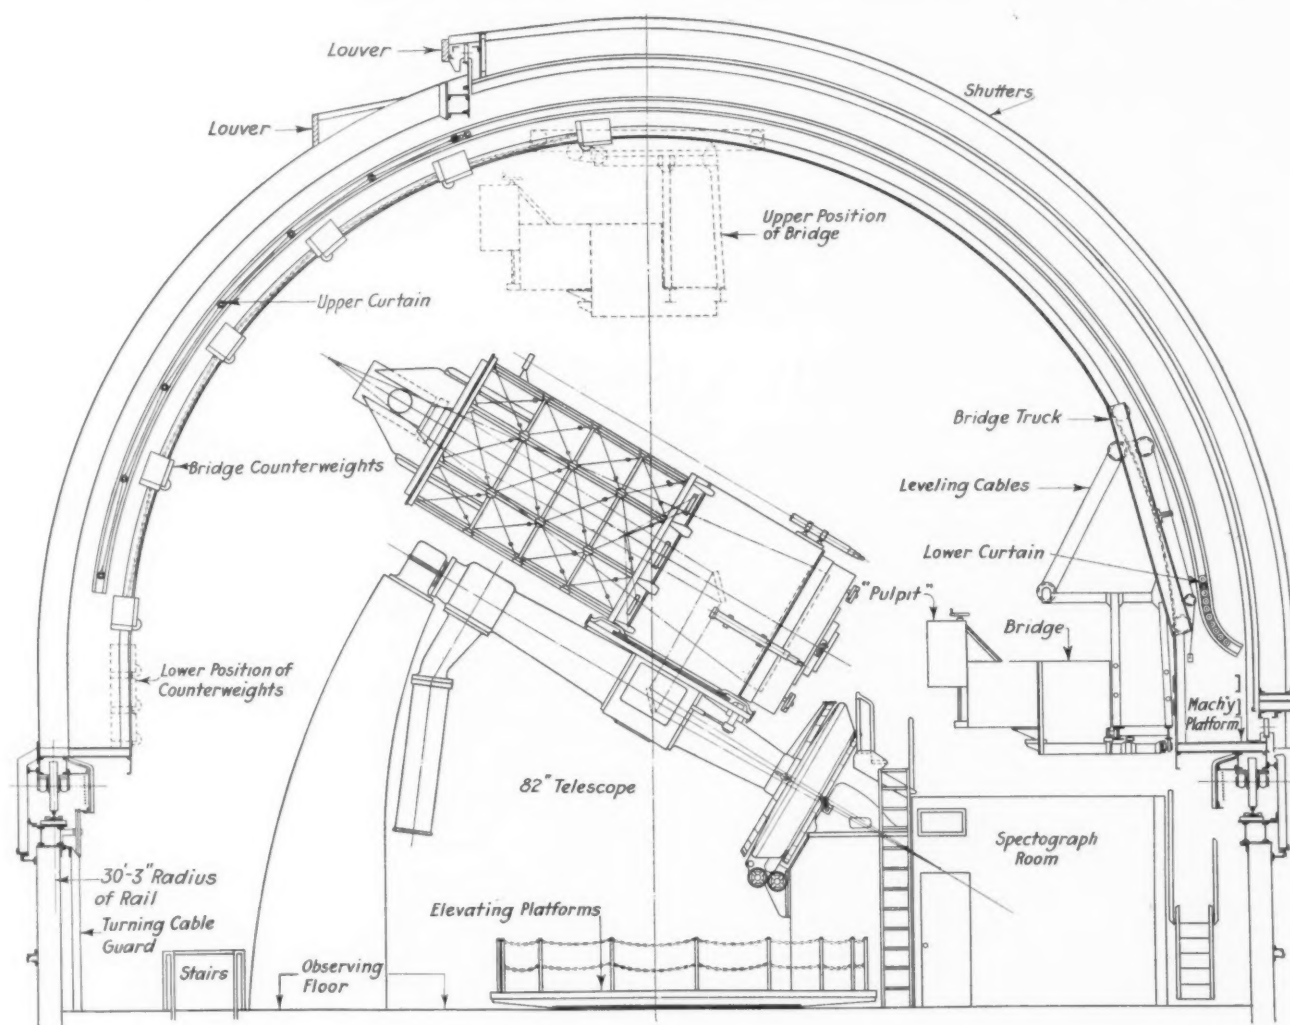 Louver
Shutters
Louver
Upper Position
of Bridge
Upper Curtain
Bridge Truck
Bridge Counterweights
Leveling Cables
Lower Curtain
"Pulpit"
Bridge
Lower Position of
Counterweights
Mach'y
Platform
82" Telescope
Spectograph
Room
30'-3" Radius
of Rail
Elevating Platforms
Turning Cable
Guard
Stairs
Observing
Floor